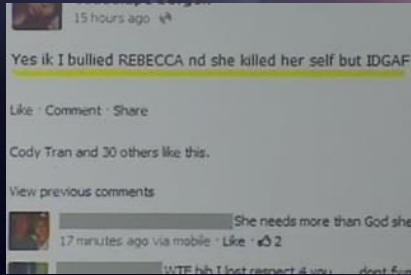 15 hours ago
Yes ik I bullied REBECCA nd she killed her self but IDGAF
Like · Comment · Share
Cody Tran and 30 others like this.
View previous comments
She needs more than God she
17 minutes ago via mobile · Like · 2
WTF bih I lost respect 4 you